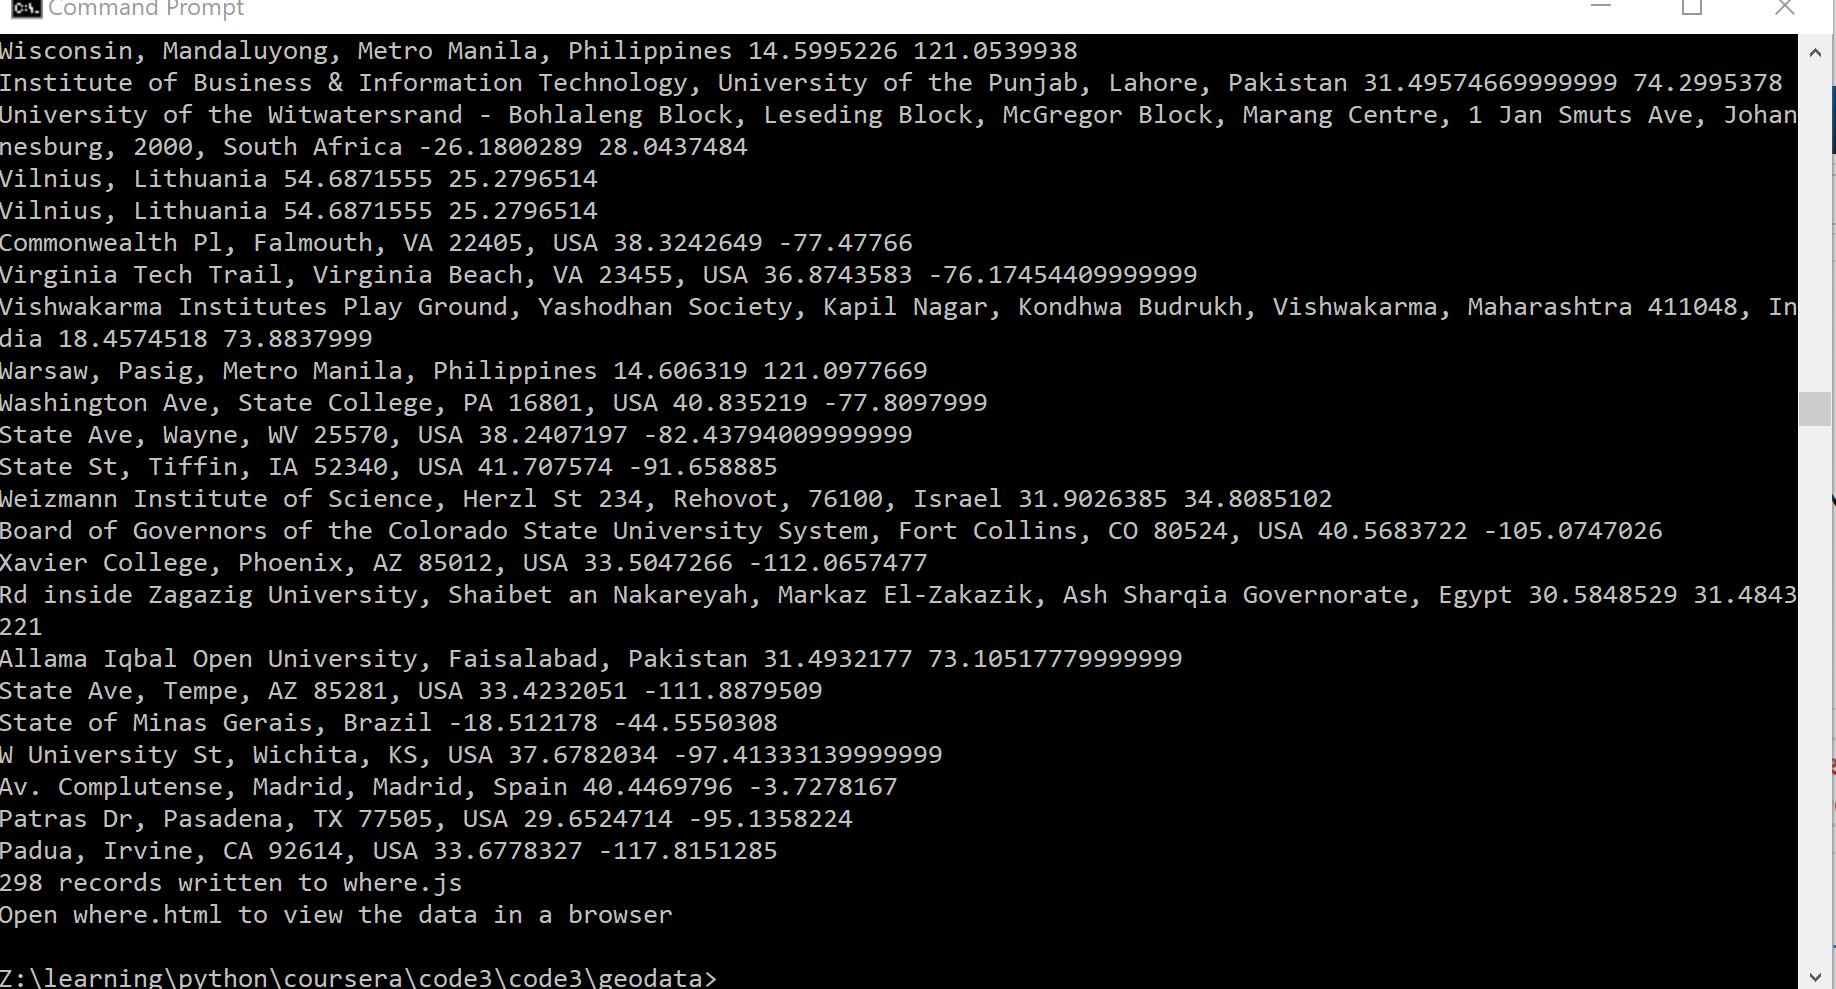 Command Prompt
Wisconsin, Mandaluyong, Metro Manila, Philippines 14.5995226 121.0539938
Institute of Business & Information Technology, University of the Punjab, Lahore, Pakistan 31.49574669999999 74.2995378
University of the Witwatersrand - Bohlaleng Block, Leseding Block, McGregor Block, Marang Centre, 1 Jan Smuts Ave, Johan
nesburg, 2000, South Africa -26.1800289 28.0437484
Vilnius, Lithuania 54.6871555 25.2796514
Vilnius, Lithuania 54.6871555 25.2796514
Commonwealth Pl, Falmouth, VA 22405, USA 38.3242649 -77.47766
Virginia Tech Trail, Virginia Beach, VA 23455, USA 36.8743583 -76.17454409999999
Vishwakarma Institutes Play Ground, Yashodhan Society, Kapil Nagar, Kondhwa Budrukh, Vishwakarma, Maharashtra 411048, In
dia 18.4574518 73.8837999
Warsaw, Pasig, Metro Manila, Philippines 14.606319 121.0977669
Washington Ave, State College, PA 16801, USA 40.835219 -77.8097999
State Ave, Wayne, WV 25570, USA 38.2407197 -82.43794009999999
State St, Tiffin, IA 52340, USA 41.707574 -91.658885
Weizmann Institute of Science, Herzl St 234, Rehovot, 76100, Israel 31.9026385 34.8085102
Board of Governors of the Colorado State University System, Fort Collins, CO 80524, USA 40.5683722 -105.0747026
Xavier College, Phoenix, AZ 85012, USA 33.5047266 -112.0657477
Rd inside Zagazig University, Shaibet an Nakareyah, Markaz El-Zakazik, Ash Sharqia Governorate, Egypt 30.5848529 31.4843
221
Allama Iqbal Open University, Faisalabad, Pakistan 31.4932177 73.10517779999999
State Ave, Tempe, AZ 85281, USA 33.4232051 -111.8879509
State of Minas Gerais, Brazil -18.512178 -44.5550308
W University St, Wichita, KS, USA 37.6782034 -97.41333139999999
Av. Complutense, Madrid, Madrid, Spain 40.4469796 -3.7278167
Patras Dr, Pasadena, TX 77505, USA 29.6524714 -95.1358224
Padua, Irvine, CA 92614, USA 33.6778327 -117.8151285
298 records written to where.js
Open where.html to view the data in a browser
Z:\learning\python\coursera\code3\code3\geodata>